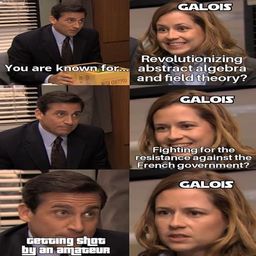 GALOIS
You are known for...
Revolutionizing
abstract algebra
and field theory?
GALOIS
Fighting for the
resistance against the
French government?
GALOIS
Getting shot
by an amateur